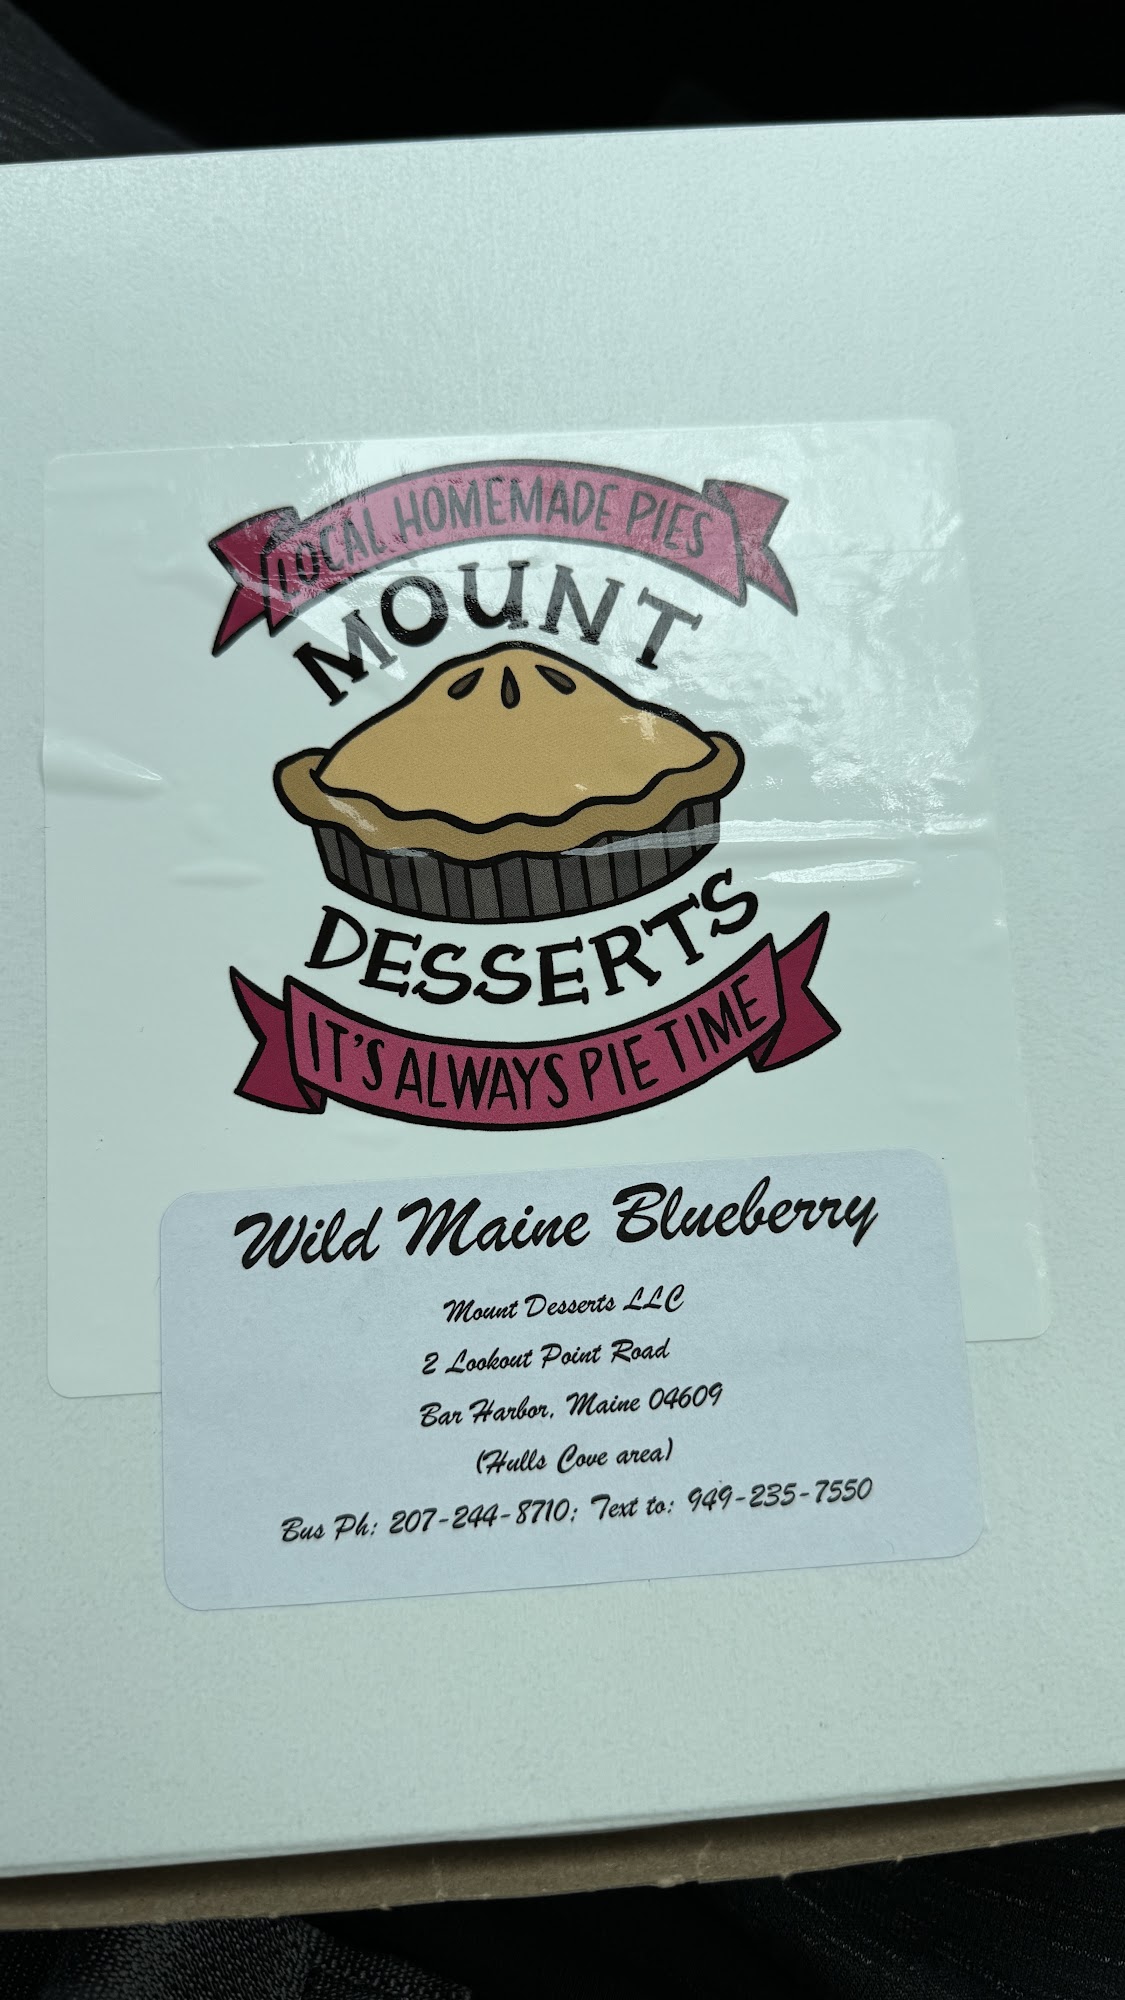 LOCAL HOMEMADE PIES
MOUNT
DESSERTS
IT'S ALWAYS PIE TIME
Wild Maine Blueberry
Mount Desserts LLC
2 Lookout Point Road
Bar Harbor, Maine 04609
(Hulls Cove area)
Bus Ph: 207-244-8710; Text to: 949-235-7550